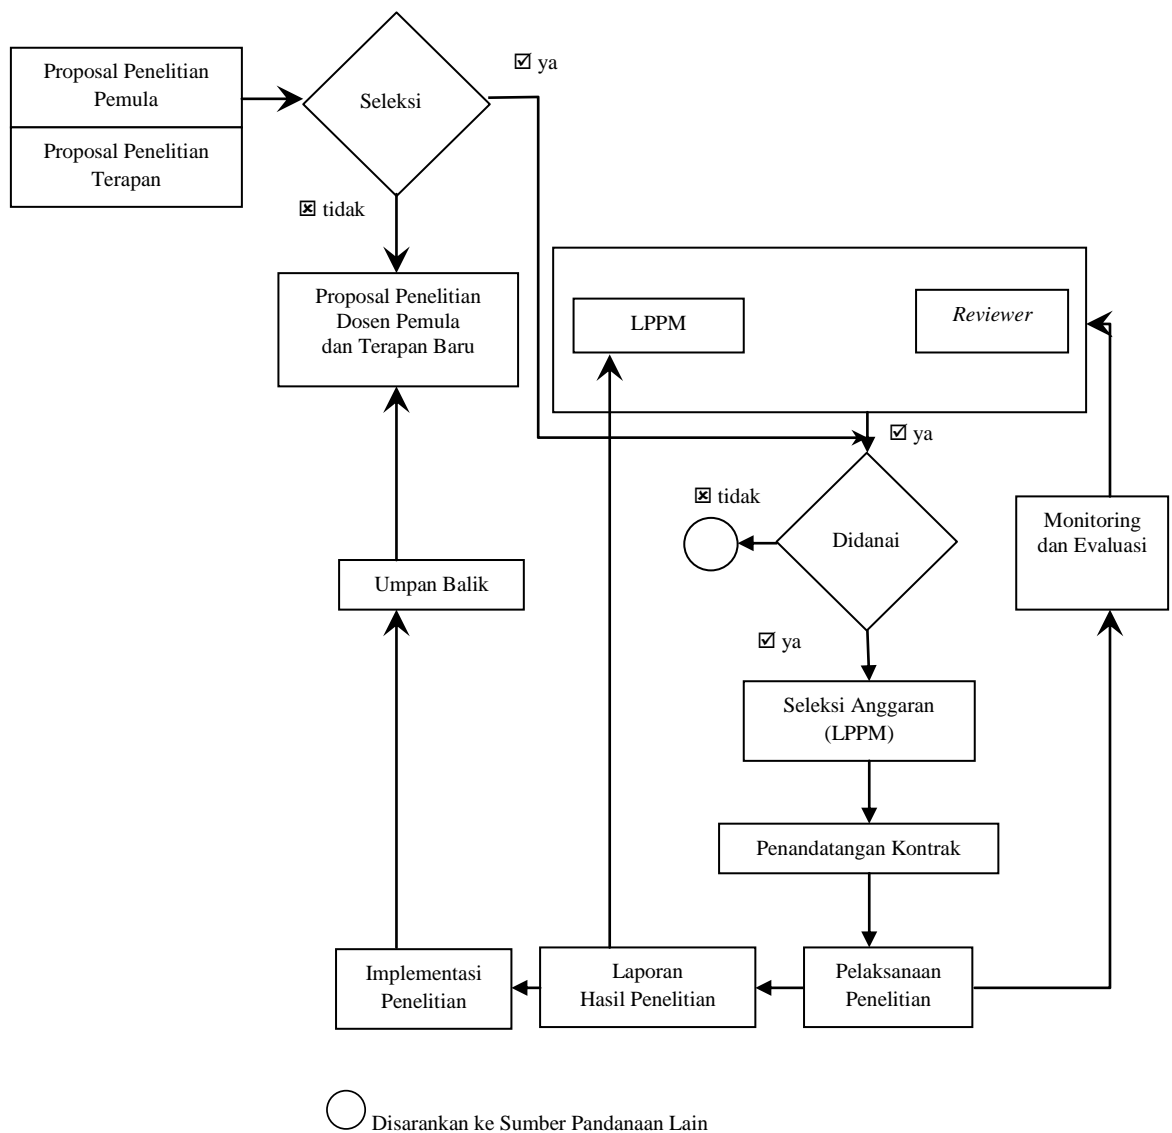 Proposal Penelitian
Pemula
Proposal Penelitian
Terapan
Seleksi
☑ ya
☒ tidak
Proposal Penelitian
Dosen Pemula
dan Terapan Baru
LPPM
Reviewer
☑ ya
☒ tidak
Didanai
Monitoring
dan Evaluasi
Umpan Balik
☑ ya
Seleksi Anggaran
(LPPM)
Penandatangan Kontrak
Implementasi
Penelitian
Laporan
Hasil Penelitian
Pelaksanaan
Penelitian
Disarankan ke Sumber Pandanaan Lain